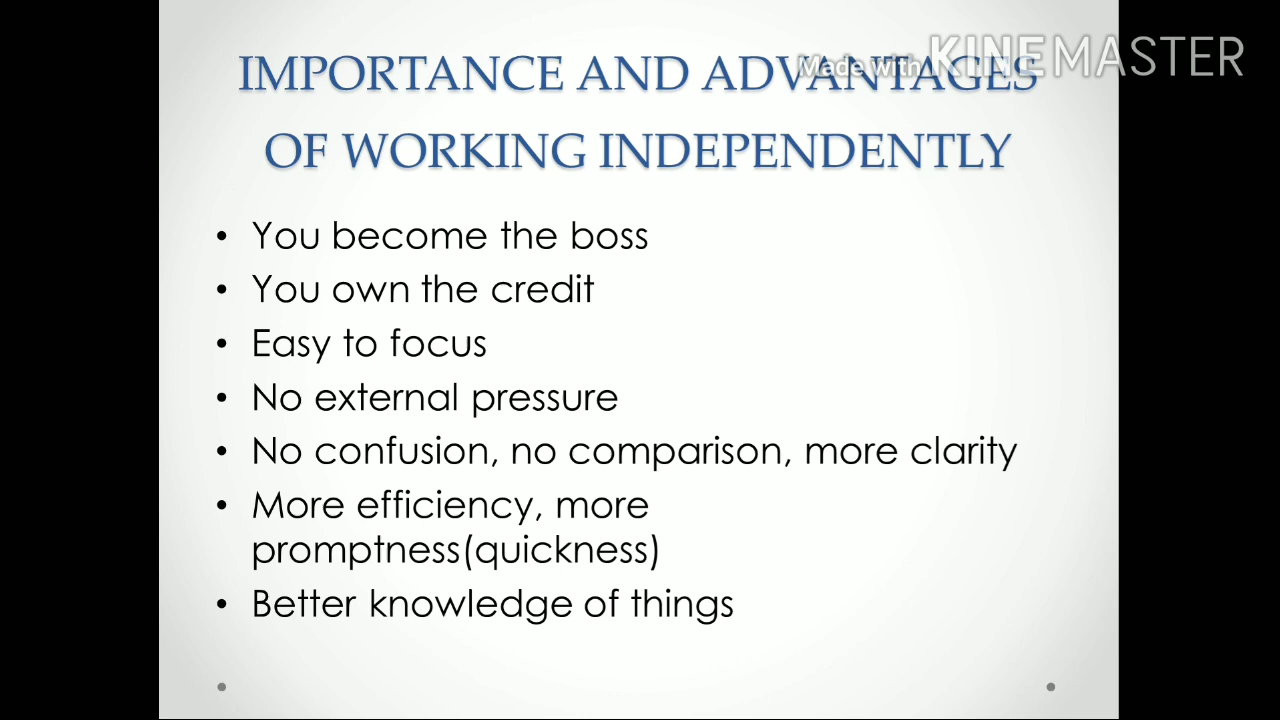 Made with KINEMASTER
IMPORTANCE AND ADVANTAGES
OF WORKING INDEPENDENTLY
• You become the boss
• You own the credit
• Easy to focus
• No external pressure
• No confusion, no comparison, more clarity
• More efficiency, more
promptness(quickness)
• Better knowledge of things